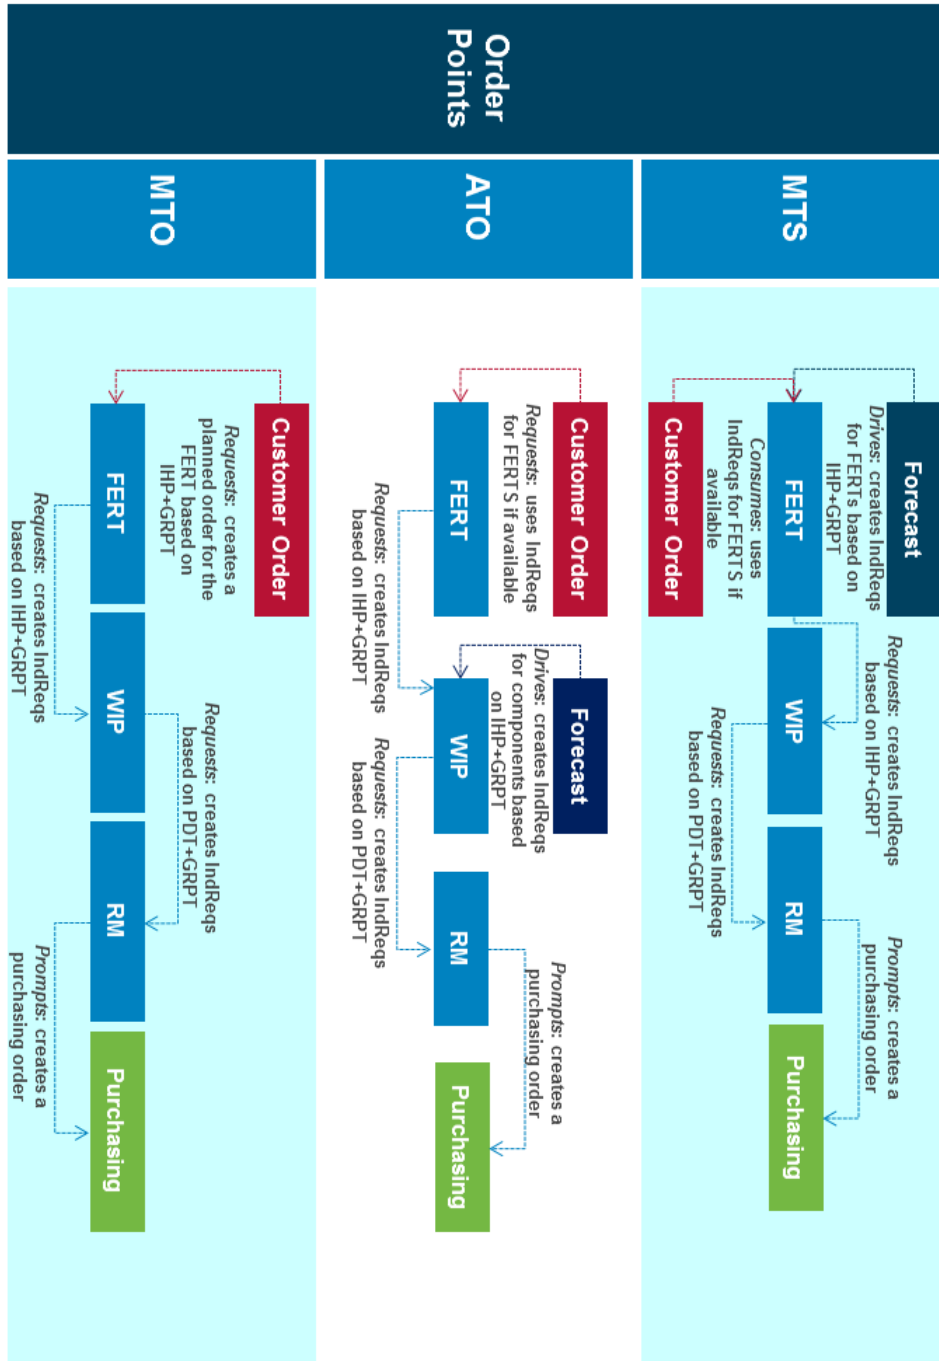 Order
Points
MTS
Forecast
Drives: creates IndReqs
for FERTs based on
IHP+GRPT
FERT
Consumes: uses
IndReqs for FERTS if
available
Customer Order
Requests: creates IndReqs
based on IHP+GRPT
WIP
Requests: creates IndReqs
based on PDT+GRPT
RM
Prompts: creates a
purchasing order
Purchasing
ATO
Customer Order
Requests: uses IndReqs
for FERTS if available
FERT
Requests: creates IndReqs
based on IHP+GRPT
Forecast
Drives: creates IndReqs
for components based
on IHP+GRPT
WIP
Requests: creates IndReqs
based on PDT+GRPT
RM
Prompts: creates a
purchasing order
Purchasing
MTO
Customer Order
Requests: creates a
planned order for the
FERT based on
IHP+GRPT
FERT
Requests: creates IndReqs
based on IHP+GRPT
WIP
Requests: creates IndReqs
based on PDT+GRPT
RM
Prompts: creates a
purchasing order
Purchasing